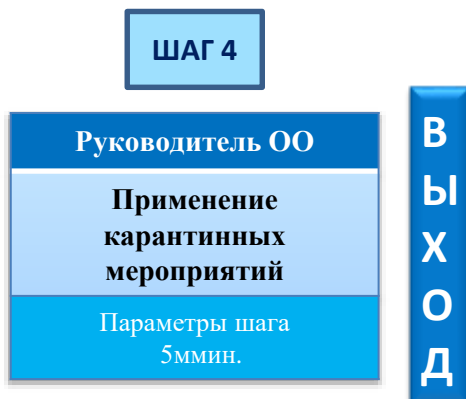 ШАГ 4
Руководитель ОО
Применение
карантинных
мероприятий
Параметры шага
5ммин.
В
Ы
Х
О
Д